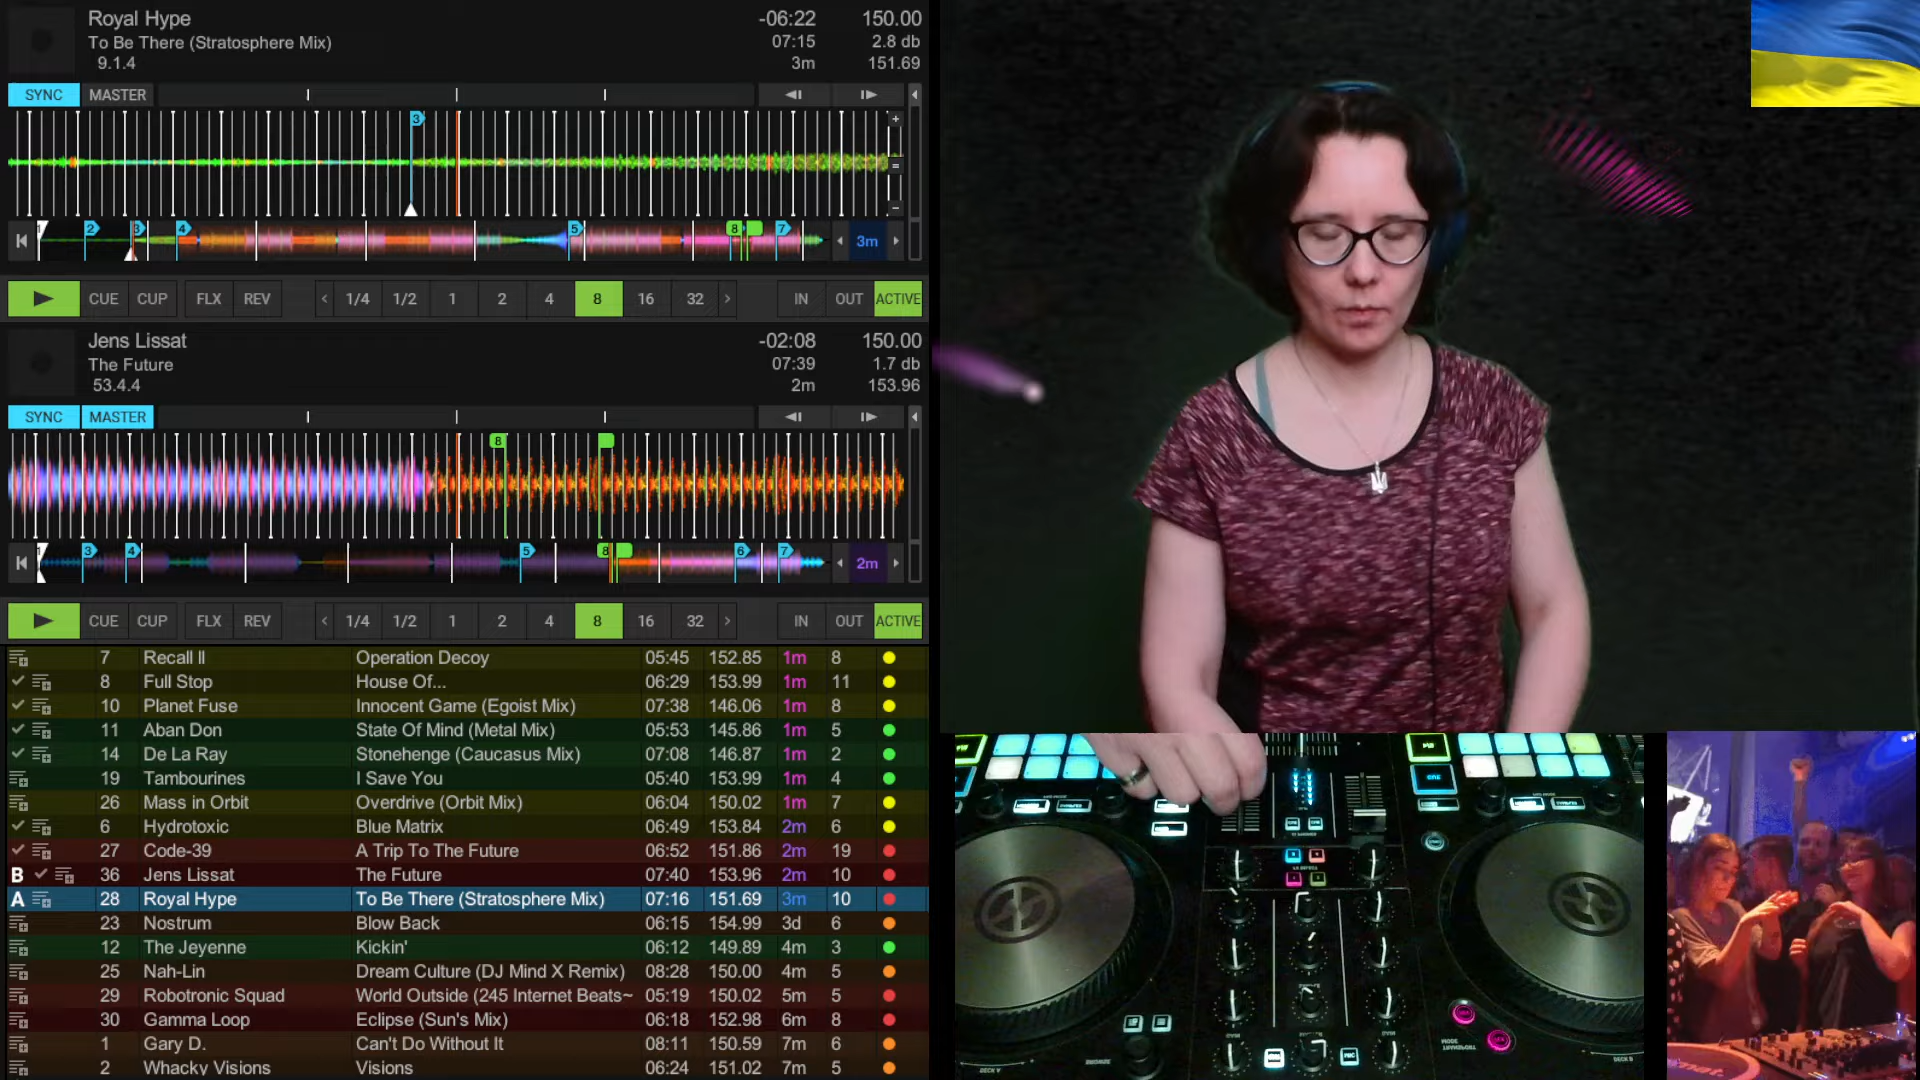 Royal Hype -06:22 150.00
To Be There (Stratosphere Mix) 07:15 2.8 db
9.1.4 3m 151.69
SYNC MASTER
3
2 3 4 5 8 7 3m
CUE CUP FLX REV 1/4 1/2 1 2 4 8 16 32 IN OUT ACTIVE
Jens Lissat -02:08 150.00
The Future 07:39 1.7 db
53.4.4 2m 153.96
SYNC MASTER
8
3 4 5 8 6 7 2m
CUE CUP FLX REV 1/4 1/2 1 2 4 8 16 32 IN OUT ACTIVE
7 Recall II Operation Decoy 05:45 152.85 1m 8
8 Full Stop House Of... 06:29 153.99 1m 11
10 Planet Fuse Innocent Game (Egoist Mix) 07:38 146.06 1m 8
11 Aban Don State Of Mind (Metal Mix) 05:53 145.86 1m 5
14 De La Ray Stonehenge (Caucasus Mix) 07:08 146.87 1m 2
19 Tambourines I Save You 05:40 153.99 1m 4
26 Mass in Orbit Overdrive (Orbit Mix) 06:04 150.02 1m 7
6 Hydrotoxic Blue Matrix 06:49 153.84 2m 6
27 Code-39 A Trip To The Future 06:52 151.86 2m 19
B 36 Jens Lissat The Future 07:40 153.96 2m 10
A 28 Royal Hype To Be There (Stratosphere Mix) 07:16 151.69 3m 10
23 Nostrum Blow Back 06:15 154.99 3d 6
12 The Jeyenne Kickin' 06:12 149.89 4m 3
25 Nah-Lin Dream Culture (DJ Mind X Remix) 08:28 150.00 4m 5
29 Robotronic Squad World Outside (245 Internet Beats~ 05:19 150.02 5m 5
30 Gamma Loop Eclipse (Sun's Mix) 06:18 152.98 6m 8
1 Gary D. Can't Do Without It 08:11 150.59 7m 6
2 Whacky Visions Visions 06:24 151.02 7m 5